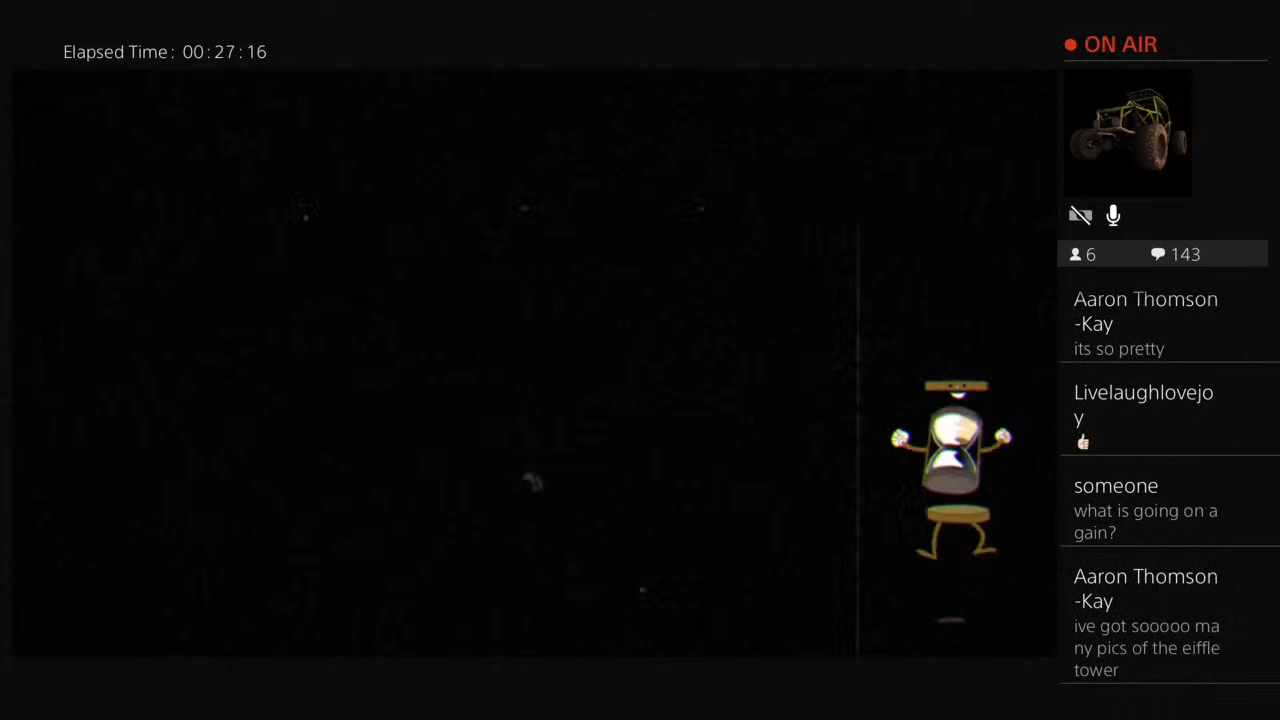 Elapsed Time: 00:27:16
ON AIR
6 143
Aaron Thomson
-Kay
its so pretty
Livelaughlovejo
y
👍🏻
someone
what is going on a
gain?
Aaron Thomson
-Kay
ive got sooooo ma
ny pics of the eiffle
tower